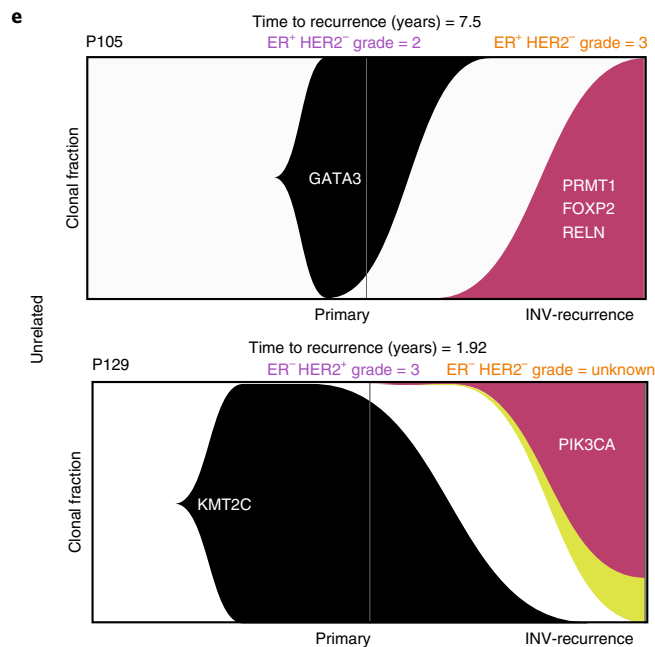 e
Time to recurrence (years) = 7.5
P105
ER⁺ HER2⁻ grade = 2
ER⁺ HER2⁻ grade = 3
Clonal fraction
GATA3
PRMT1
FOXP2
RELN
Primary
INV-recurrence
Unrelated
Time to recurrence (years) = 1.92
P129
ER⁻ HER2⁺ grade = 3
ER⁻ HER2⁻ grade = unknown
Clonal fraction
KMT2C
PIK3CA
Primary
INV-recurrence